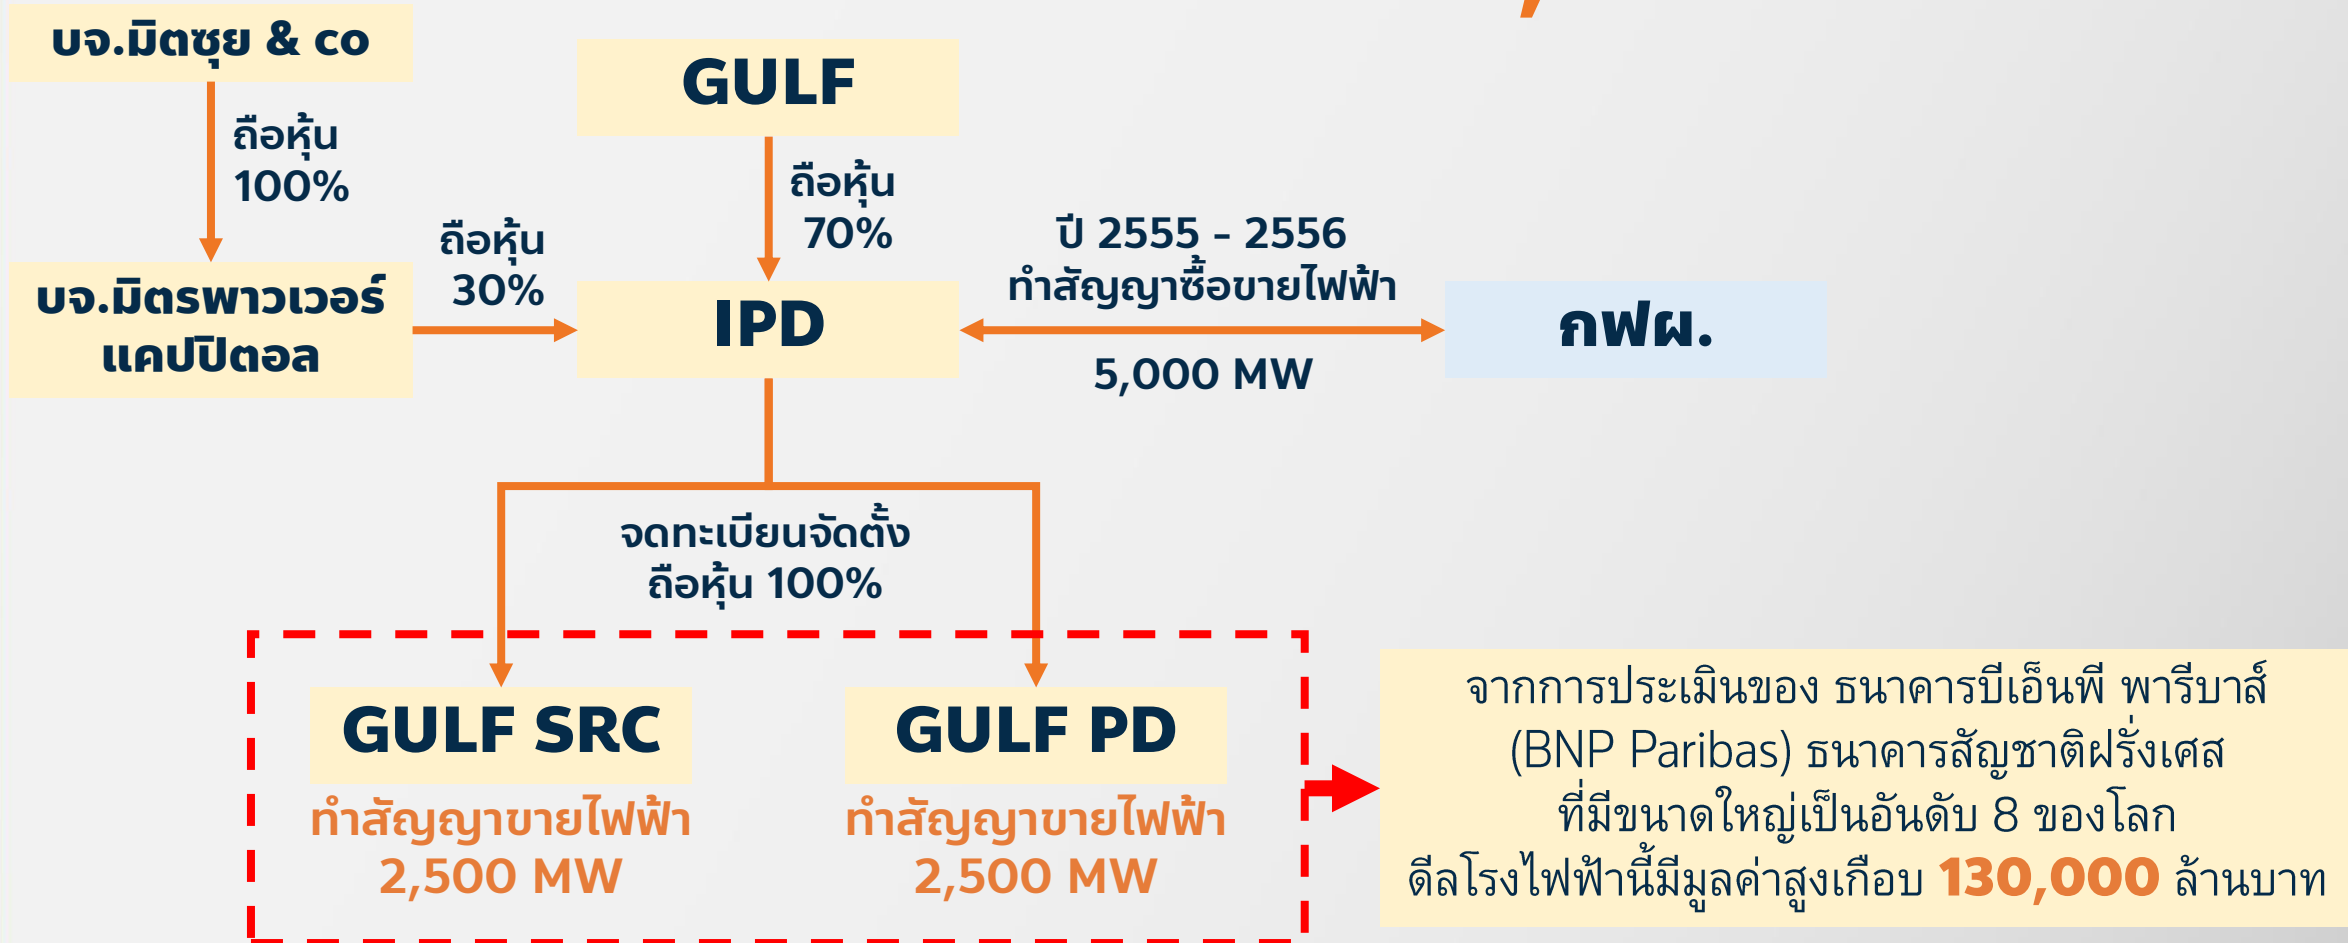 บจ.มิตซุย & co
GULF
ถือหุ้น
100%
ถือหุ้น
70%
ถือหุ้น
30%
ปี 2555 - 2556
ทำสัญญาซื้อขายไฟฟ้า
บจ.มิตรพาวเวอร์
แคปปิตอล
IPD
กฟผ.
5,000 MW
จดทะเบียนจัดตั้ง
ถือหุ้น 100%
GULF SRC
ทำสัญญาขายไฟฟ้า
2,500 MW
GULF PD
ทำสัญญาขายไฟฟ้า
2,500 MW
จากการประเมินของ ธนาคารบีเอ็นพี พารีบาส์
(BNP Paribas) ธนาคารสัญชาติฝรั่งเศส
ที่มีขนาดใหญ่เป็นอันดับ 8 ของโลก
ดีลโรงไฟฟ้านี้มีมูลค่าสูงเกือบ 130,000 ล้านบาท